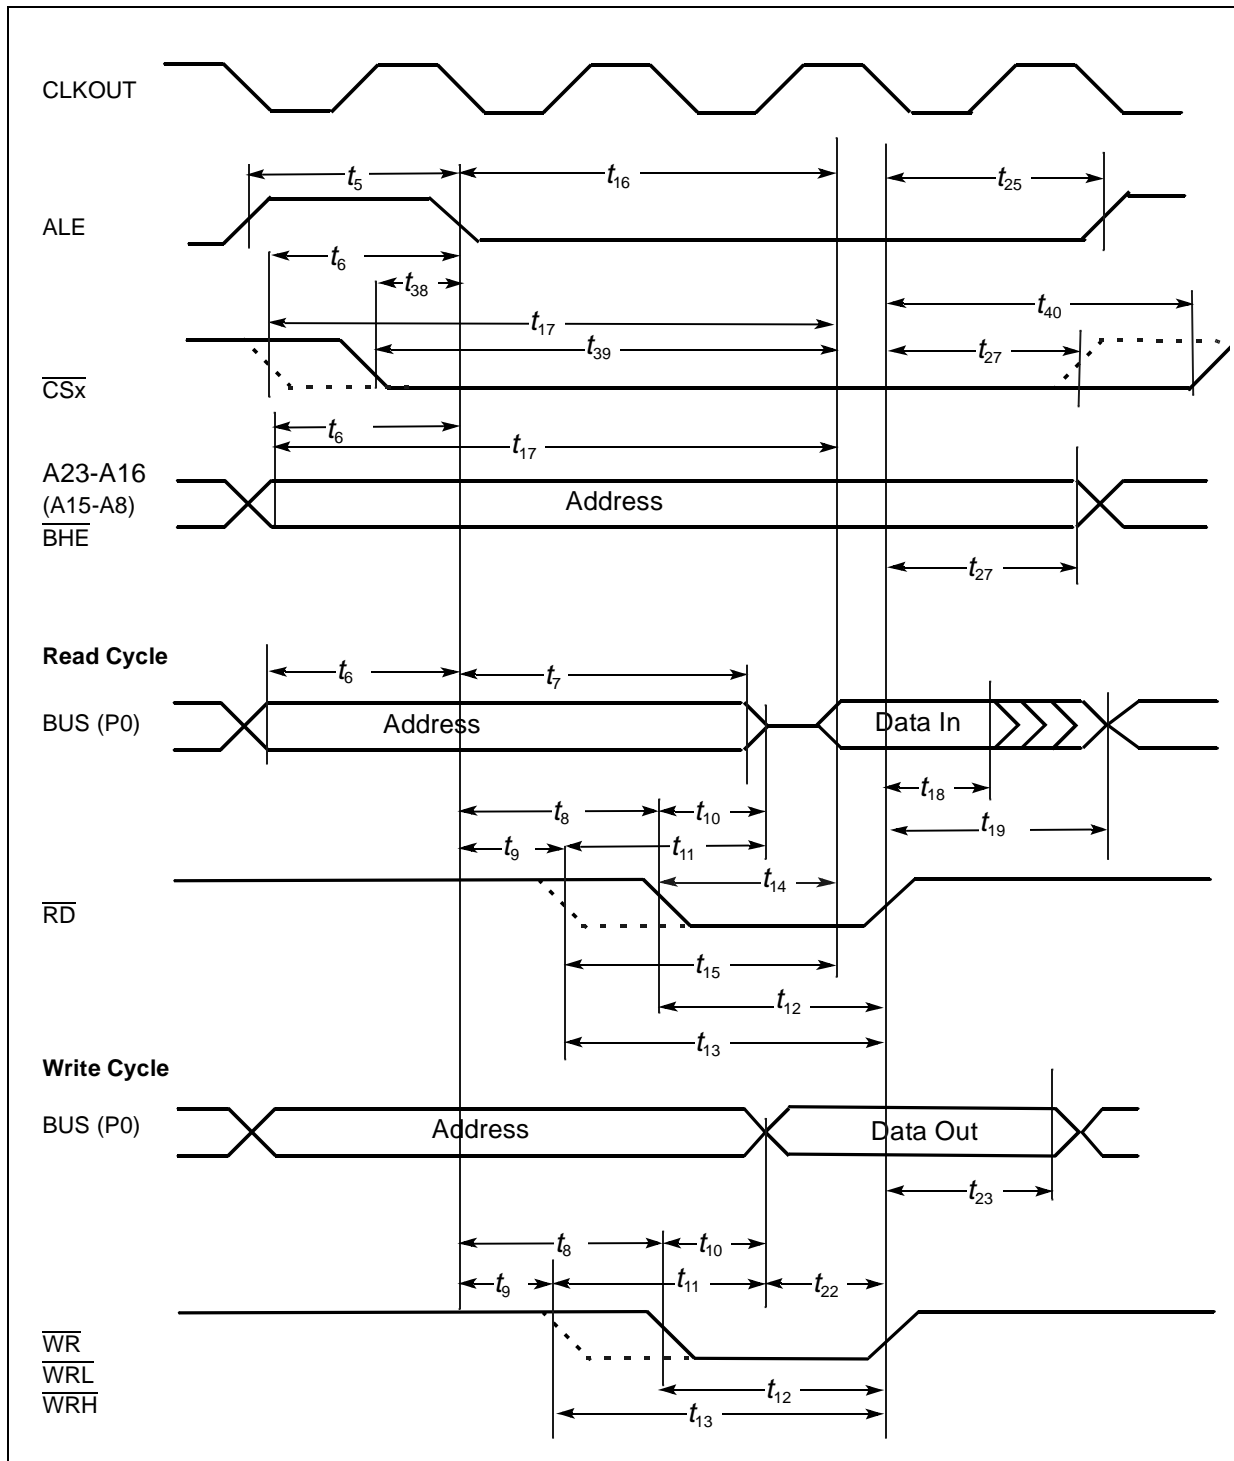 CLKOUT
t5 t16 t25
ALE
t6
t38
t17 t40
t39 t27
CSx
t6
t17
A23-A16
(A15-A8) Address
BHE
t27
Read Cycle
t6 t7
BUS (P0) Address Data In
t18
t8 t10 t19
t9 t11
t14
RD
t15
t12
t13
Write Cycle
BUS (P0) Address Data Out
t23
t8 t10
t9 t11 t22
WR
WRL
t12
WRH
t13